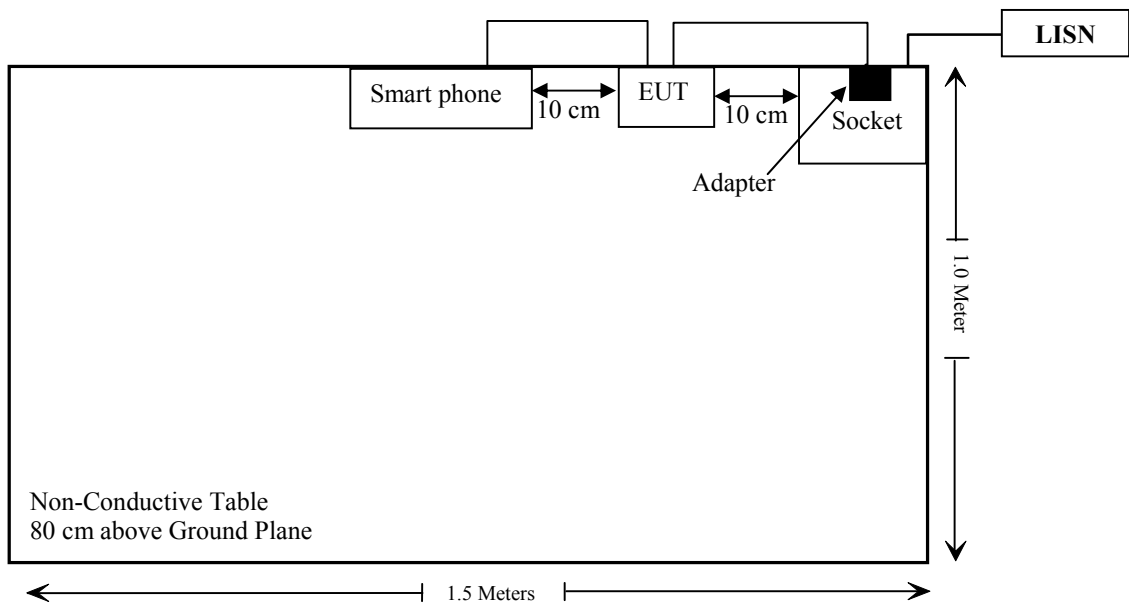 LISN
Smart phone
EUT
10 cm
10 cm
Socket
Adapter
1.0 Meter
Non-Conductive Table
80 cm above Ground Plane
1.5 Meters